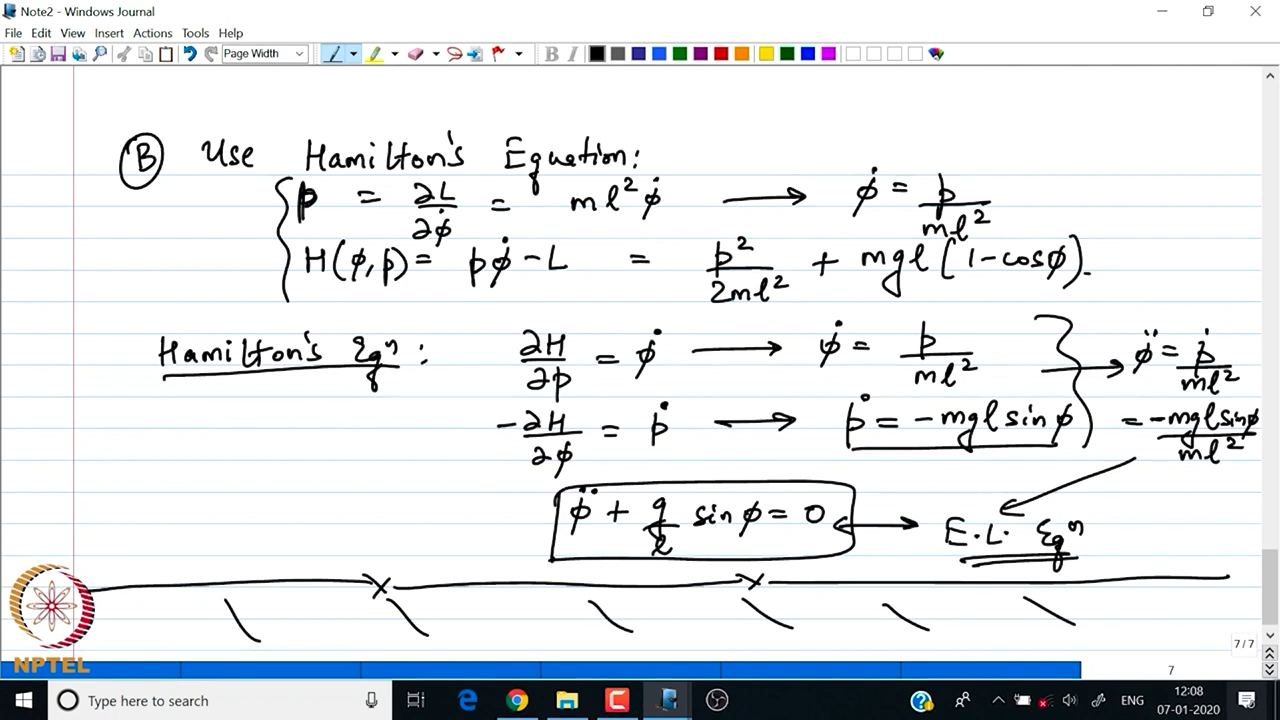 Note2 - Windows Journal
File Edit View Insert Actions Tools Help
Page Width
B I
Ⓑ Use Hamilton's Equation:
p = ∂L/∂φ̇ = ml²φ̇ ⟶ φ̇ = p/ml²
H(φ,p) = pφ̇ - L = p²/2ml² + mgl(1-cosφ).
Hamilton's Eqⁿ: ∂H/∂p = φ̇ ⟶ φ̇ = p/ml² } ⟶ φ̈ = ṗ/ml²
-∂H/∂φ = ṗ ⟶ ṗ = -mgl sinφ = -mgl sinφ/ml²
φ̈ + g/l sinφ = 0 ⟷ E.L. Eqⁿ
NPTEL
7/7
7
Type here to search
ENG
12:08
07-01-2020